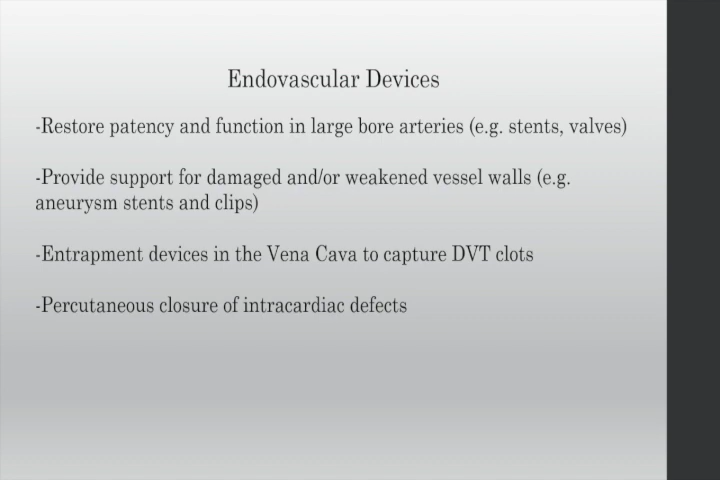 Endovascular Devices
-Restore patency and function in large bore arteries (e.g. stents, valves)
-Provide support for damaged and/or weakened vessel walls (e.g.
aneurysm stents and clips)
-Entrapment devices in the Vena Cava to capture DVT clots
-Percutaneous closure of intracardiac defects